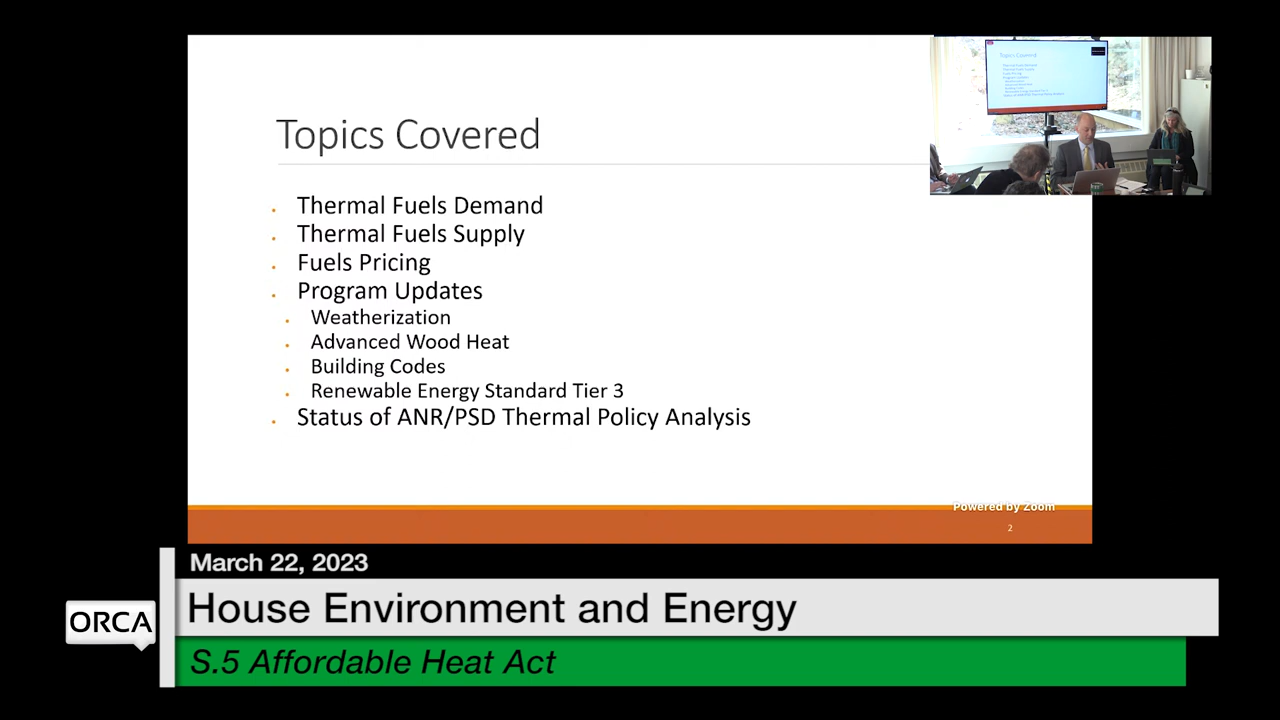 Topics Covered
Thermal Fuels Demand
Thermal Fuels Supply
Fuels Pricing
Program Updates
Weatherization
Advanced Wood Heat
Building Codes
Renewable Energy Standard Tier 3
Status of ANR/PSD Thermal Policy Analysis
Powered by Zoom
2
Topics Covered
March 22, 2023
House Environment and Energy
ORCA
S.5 Affordable Heat Act